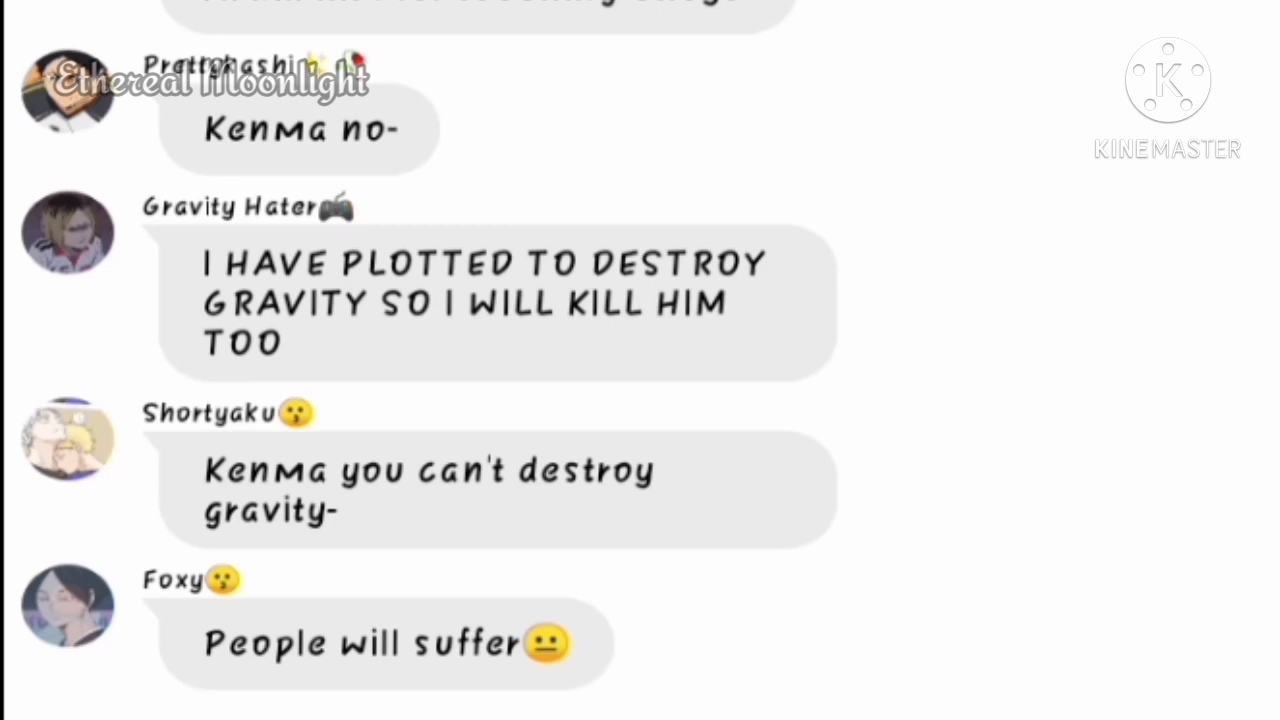 Prettykashi
Ethereal Moonlight
KINEMASTER
Kenma no-
Gravity Hater🎮
I HAVE PLOTTED TO DESTROY
GRAVITY SO I WILL KILL HIM
TOO
Shortyaku😗
Kenma you can't destroy
gravity-
Foxy😗
People will suffer😐